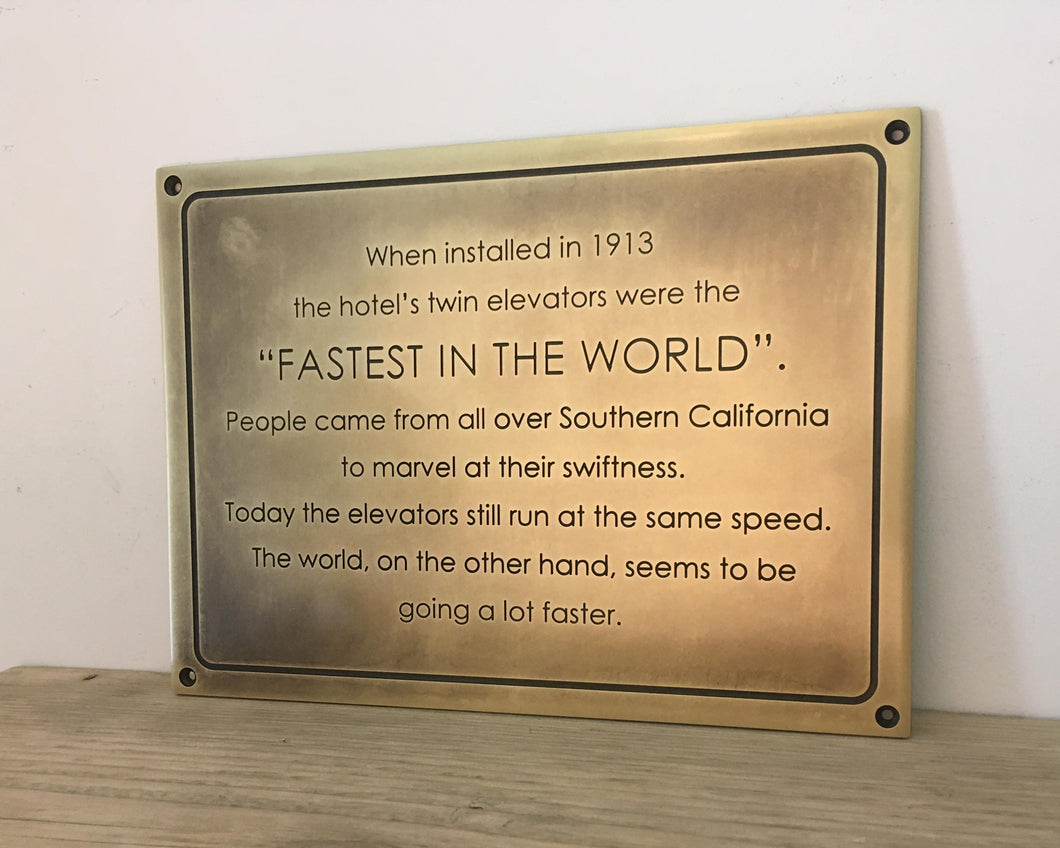 When installed in 1913
the hotel's twin elevators were the
“FASTEST IN THE WORLD”.
People came from all over Southern California
to marvel at their swiftness.
Today the elevators still run at the same speed.
The world, on the other hand, seems to be
going a lot faster.